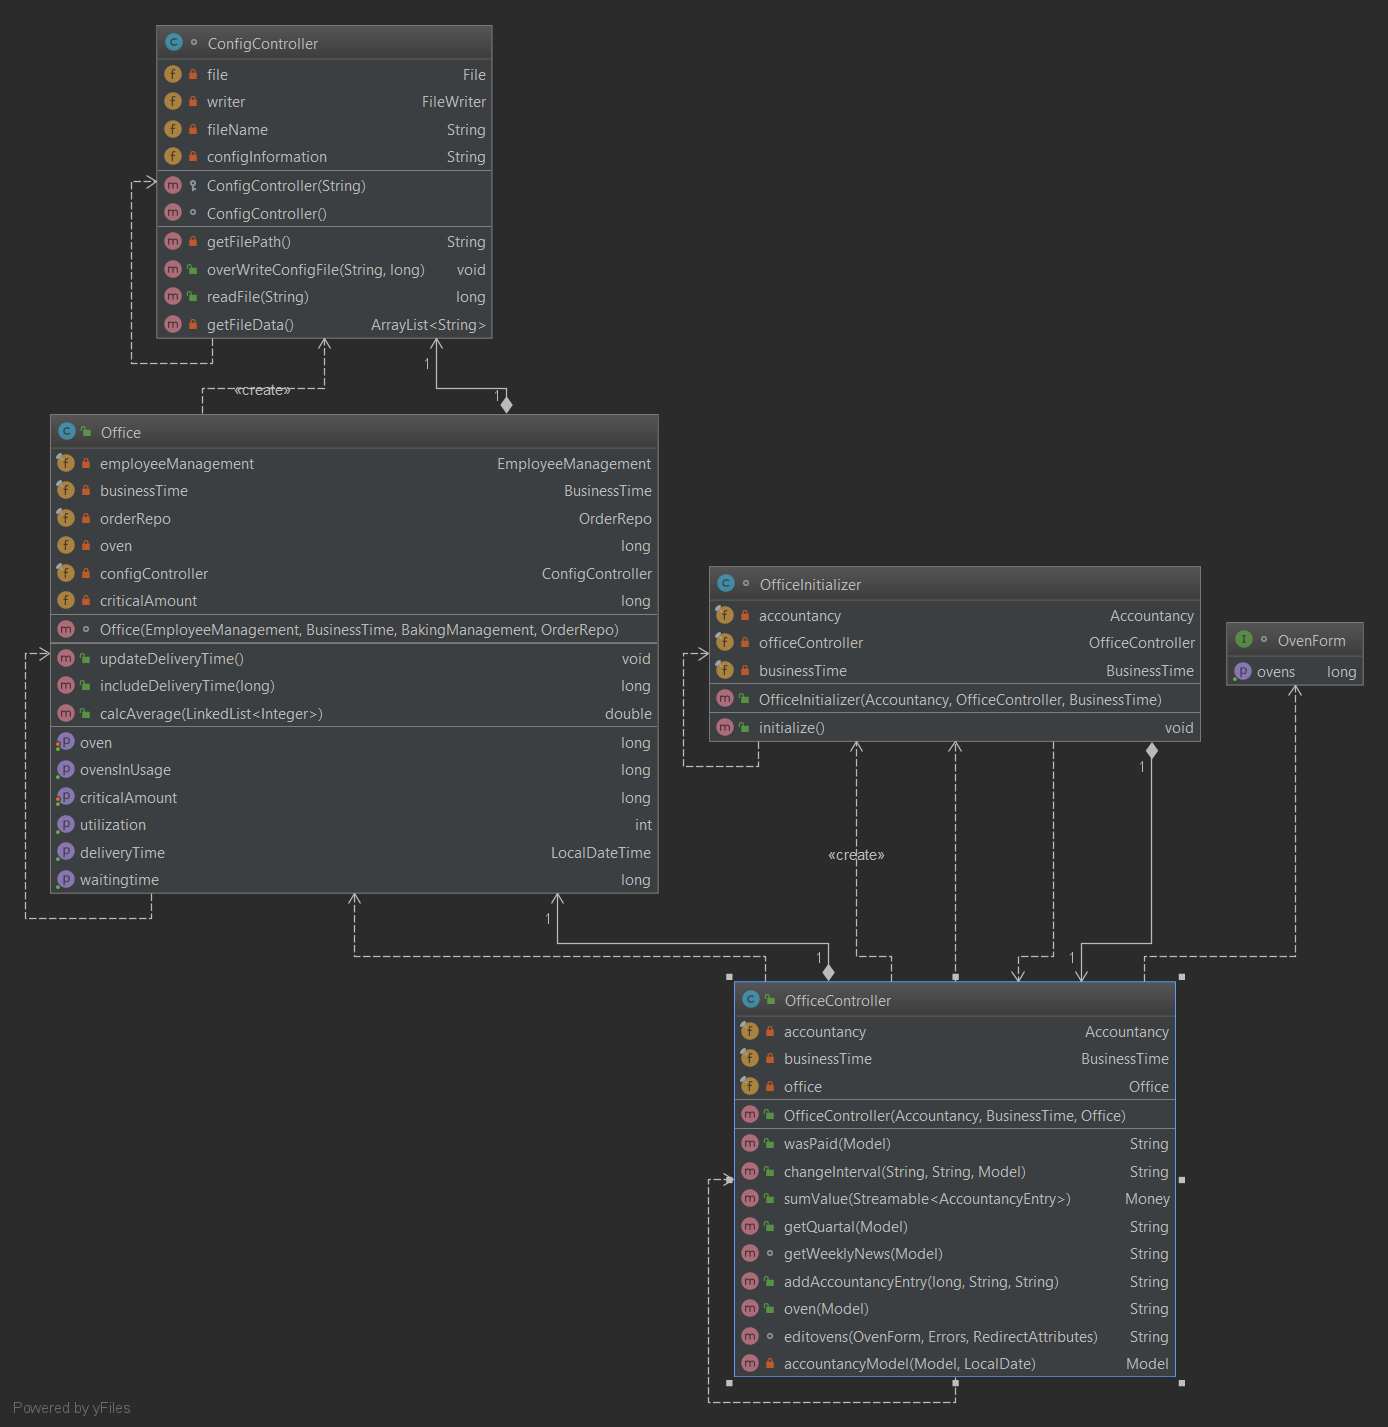 ConfigController
file File
writer FileWriter
fileName String
configInformation String
ConfigController(String)
ConfigController()
getFilePath() String
overWriteConfigFile(String, long) void
readFile(String) long
getFileData() ArrayList<String>
1
«create»
1
Office
employeeManagement EmployeeManagement
businessTime BusinessTime
orderRepo OrderRepo
oven long
configController ConfigController
criticalAmount long
Office(EmployeeManagement, BusinessTime, BakingManagement, OrderRepo)
updateDeliveryTime() void
includeDeliveryTime(long) long
calcAverage(LinkedList<Integer>) double
oven long
ovensInUsage long
criticalAmount long
utilization int
deliveryTime LocalDateTime
waitingtime long
OfficeInitializer
accountancy Accountancy
officeController OfficeController
businessTime BusinessTime
OfficeInitializer(Accountancy, OfficeController, BusinessTime)
initialize() void
OvenForm
ovens long
1
«create»
1
1
1
OfficeController
accountancy Accountancy
businessTime BusinessTime
office Office
OfficeController(Accountancy, BusinessTime, Office)
wasPaid(Model) String
changeInterval(String, String, Model) String
sumValue(Streamable<AccountancyEntry>) Money
getQuartal(Model) String
getWeeklyNews(Model) String
addAccountancyEntry(long, String, String) String
oven(Model) String
editovens(OvenForm, Errors, RedirectAttributes) String
accountancyModel(Model, LocalDate) Model
Powered by yFiles